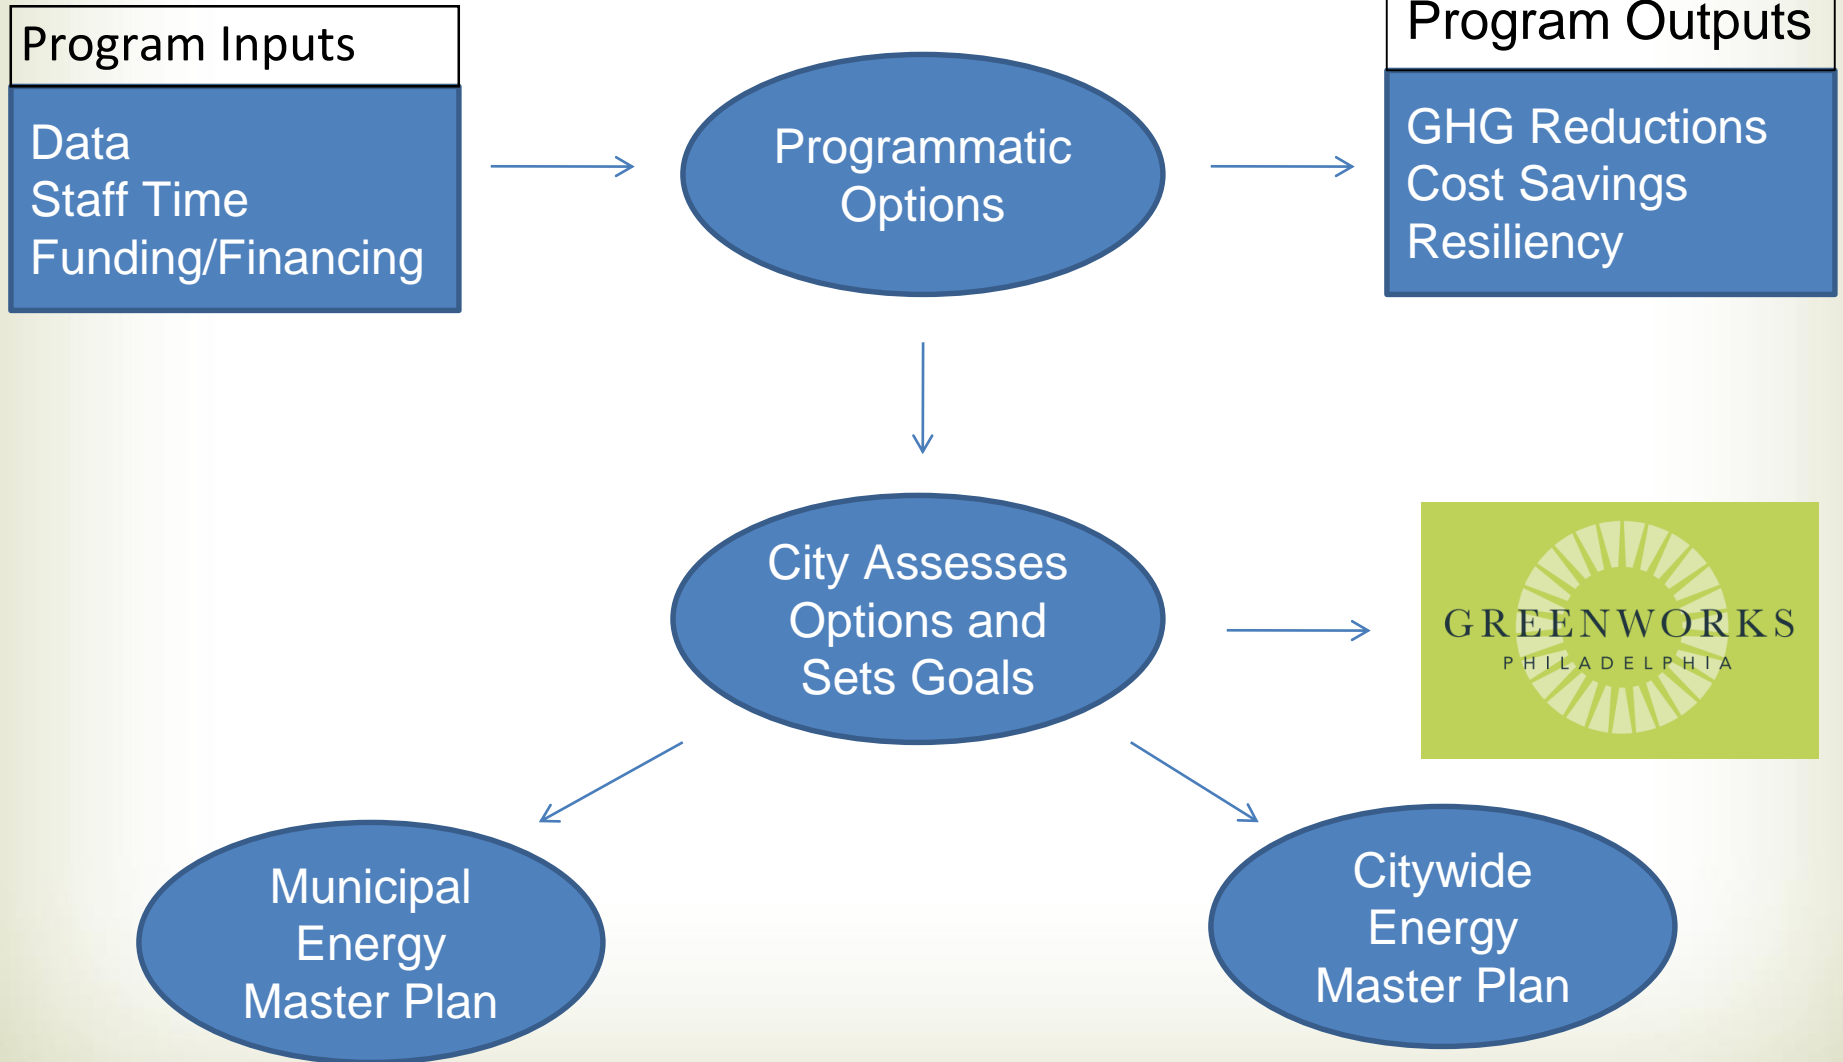 Program Inputs
Data
Staff Time
Funding/Financing
Programmatic
Options
Program Outputs
GHG Reductions
Cost Savings
Resiliency
City Assesses
Options and
Sets Goals
GREENWORKS
PHILADELPHIA
Municipal
Energy
Master Plan
Citywide
Energy
Master Plan